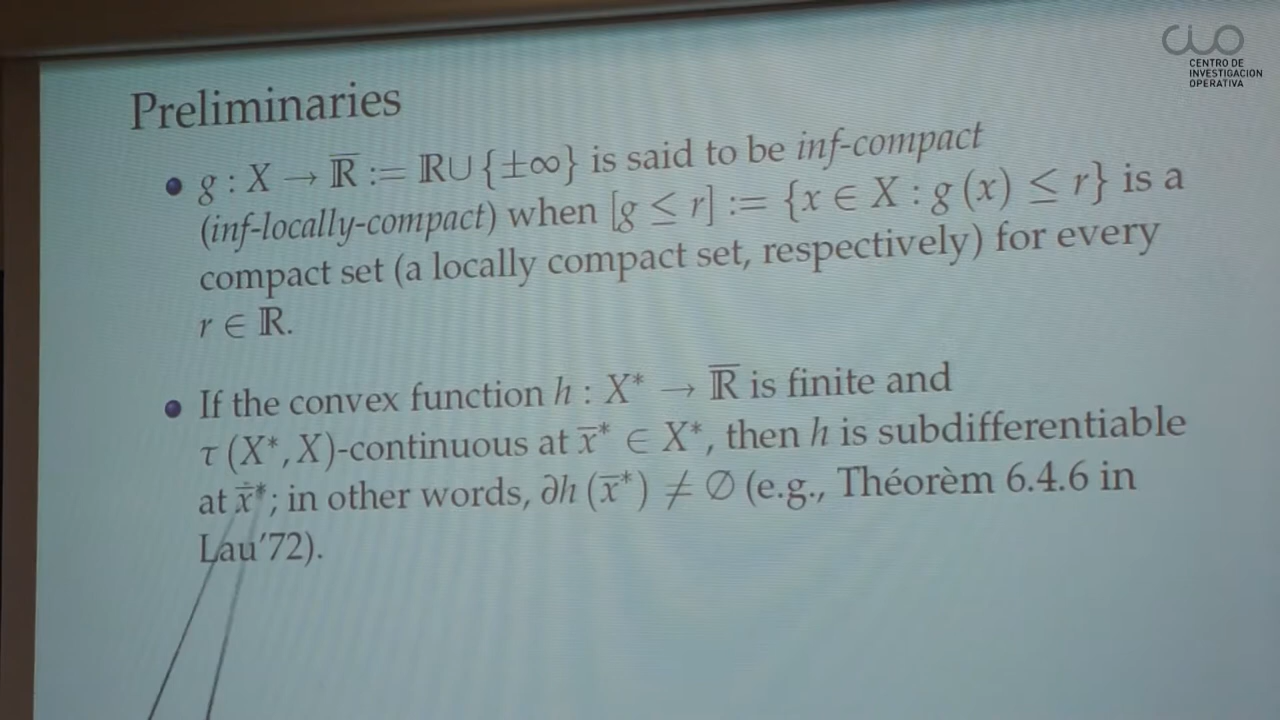 CIO
CENTRO DE
INVESTIGACION
OPERATIVA
Preliminaries
g : X → ℝ̅ := ℝ∪{±∞} is said to be inf-compact
(inf-locally-compact) when [g ≤ r] := {x ∈ X : g (x) ≤ r} is a
compact set (a locally compact set, respectively) for every
r ∈ ℝ.
If the convex function h : X* → ℝ̅ is finite and
τ (X*, X)-continuous at x̅* ∈ X*, then h is subdifferentiable
at x̅*; in other words, ∂h (x̅*) ≠ ∅ (e.g., Théorèm 6.4.6 in
Lau'72).